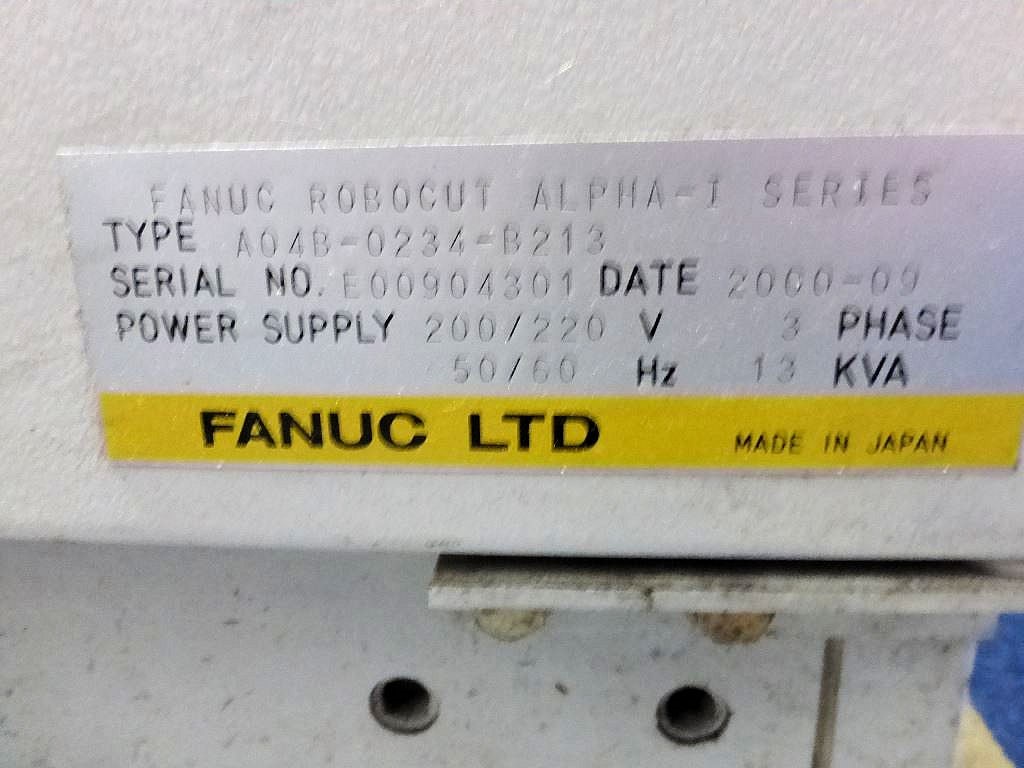 FANUC ROBOCUT ALPHA-I SERIES
TYPE A04B-0234-B213
SERIAL NO. E00904301 DATE 2000-09
POWER SUPPLY 200/220 V 3 PHASE
50/60 Hz 13 KVA
FANUC LTD MADE IN JAPAN